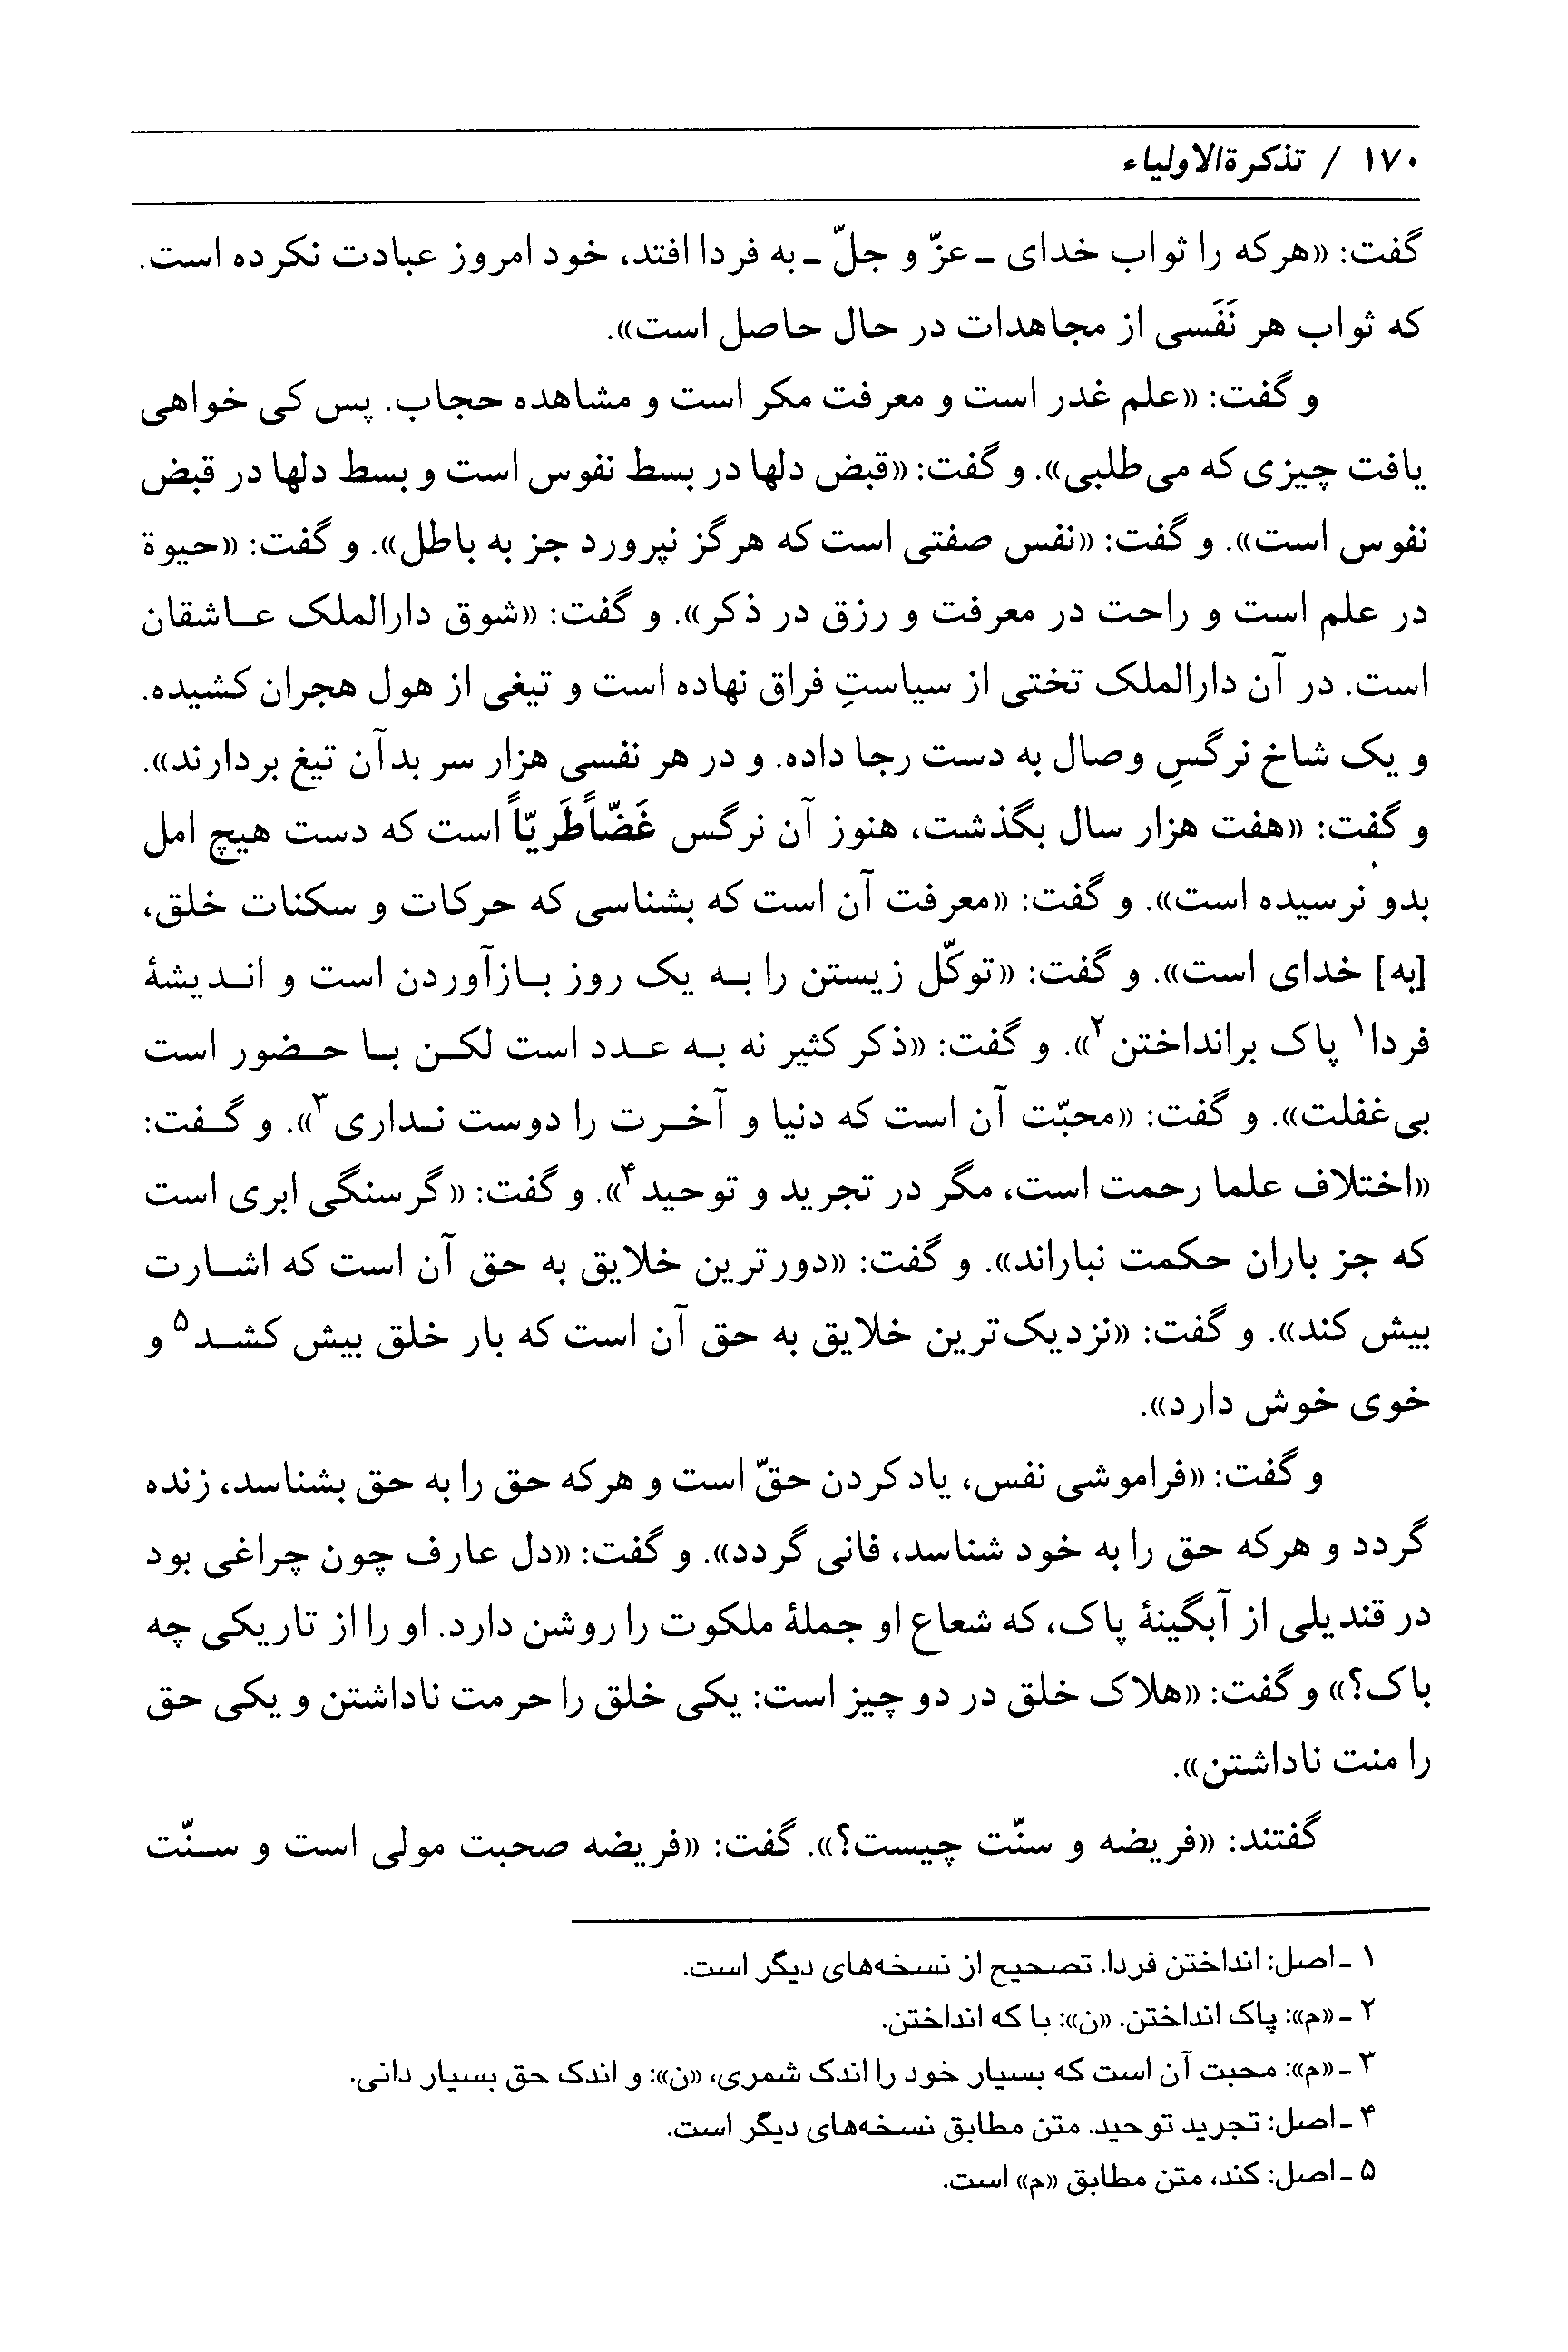 ۱۷۰ / تذکرةالاولیاء
گفت: «هرکه را ثواب خدای ـ عزّ و جلّ ـ به فردا افتد، خود امروز عبادت نکرده است.
که ثواب هر نَفَسی از مجاهدات در حال حاصل است».
و گفت: «علم غدر است و معرفت مکر است و مشاهده حجاب. پس کی خواهی
یافت چیزی که می‌طلبی». و گفت: «قبض دلها در بسط نفوس است و بسط دلها در قبض
نفوس است». و گفت: «نفس صفتی است که هرگز نپرورد جز به باطل». و گفت: «حیوة
در علم است و راحت در معرفت و رزق در ذکر». و گفت: «شوق دارالملک عاشقان
است. در آن دارالملک تختی از سیاستِ فراق نهاده است و تیغی از هول هجران کشیده.
و یک شاخ نرگسِ وصال به دست رجا داده. و در هر نفسی هزار سر بدآن تیغ بردارند».
و گفت: «هفت هزار سال بگذشت، هنوز آن نرگس غَضّاًطَریّاً است که دست هیچ امل
بدو نرسیده است». و گفت: «معرفت آن است که بشناسی که حرکات و سکنات خلق،
[به] خدای است». و گفت: «توکّل زیستن را به یک روز بازآوردن است و اندیشۀ
فردا۱ پاک برانداختن۲». و گفت: «ذکر کثیر نه به عدد است لکن با حضور است
بی‌غفلت». و گفت: «محبّت آن است که دنیا و آخرت را دوست نداری۳». و گفت:
«اختلاف علما رحمت است، مگر در تجرید و توحید۴». و گفت: «گرسنگی ابری است
که جز باران حکمت نباراند». و گفت: «دورترین خلایق به حق آن است که اشارت
بیش کند». و گفت: «نزدیک‌ترین خلایق به حق آن است که بار خلق بیش کشد۵ و
خوی خوش دارد».
و گفت: «فراموشی نفس، یاد کردن حقّ است و هرکه حق را به حق بشناسد، زنده
گردد و هرکه حق را به خود شناسد، فانی گردد». و گفت: «دل عارف چون چراغی بود
در قندیلی از آبگینۀ پاک، که شعاع او جملۀ ملکوت را روشن دارد. او را از تاریکی چه
باک؟» و گفت: «هلاک خلق در دو چیز است: یکی خلق را حرمت ناداشتن و یکی حق
را منت ناداشتن».
گفتند: «فریضه و سنّت چیست؟». گفت: «فریضه صحبت مولی است و سنّت
۱ ـ اصل: انداختن فردا. تصحیح از نسخه‌های دیگر است.
۲ ـ «م»: پاک انداختن. «ن»: با که انداختن.
۳ ـ «م»: محبت آن است که بسیار خود را اندک شمری، «ن»: و اندک حق بسیار دانی.
۴ ـ اصل: تجرید توحید. متن مطابق نسخه‌های دیگر است.
۵ ـ اصل: کند، متن مطابق «م» است.